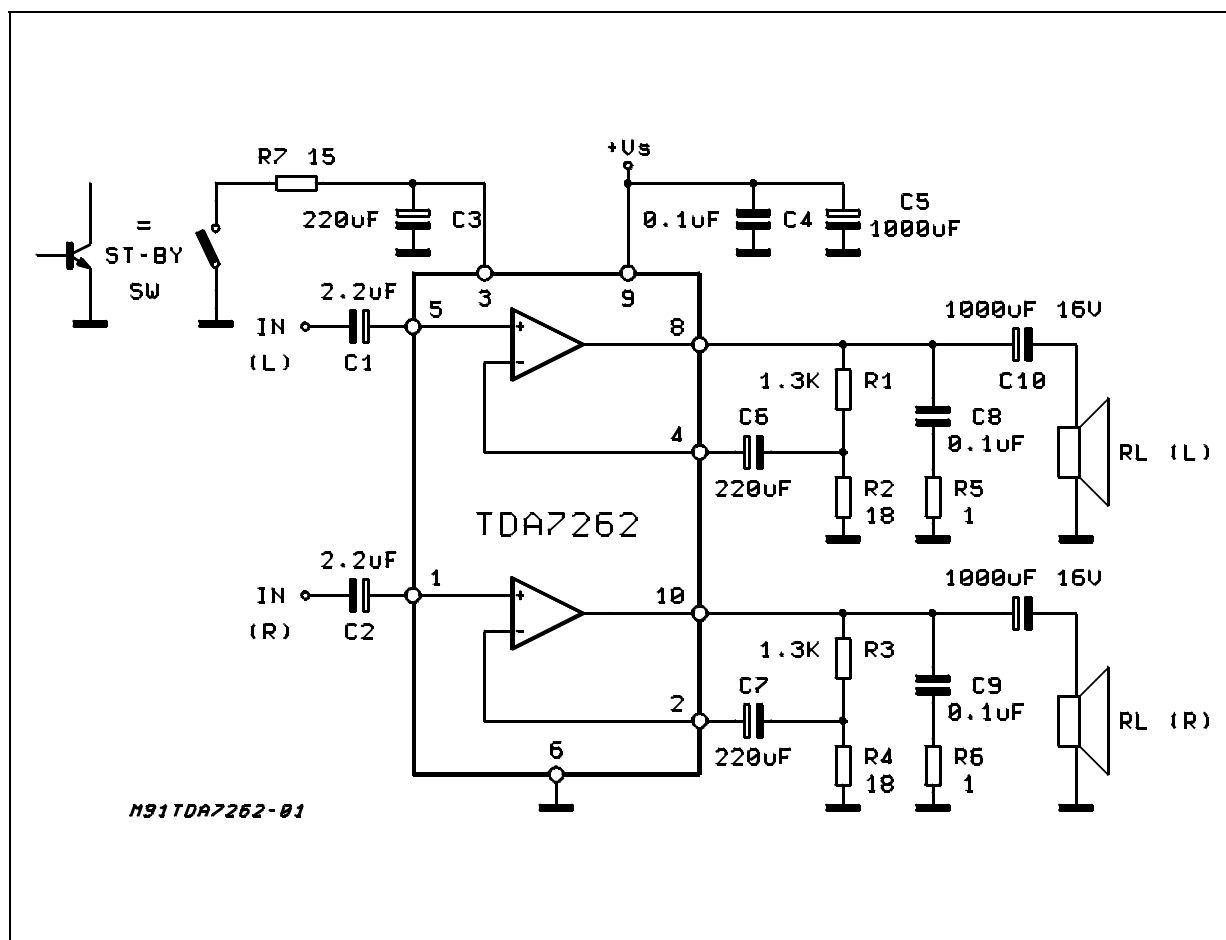 R7 15
+Vs
=
ST-BY
SW
220uF
C3
0.1uF
C4
C5
1000uF
3
9
2.2uF
5
IN
(L)
C1
8
1000uF 16V
C10
1.3K
R1
C6
4
220uF
C8
0.1uF
R2
18
R5
1
RL (L)
TDA7262
2.2uF
1
IN
(R)
C2
10
1000uF 16V
1.3K
R3
C7
2
220uF
C9
0.1uF
R4
18
R6
1
RL (R)
6
+
-
+
-
M91TDA7262-01